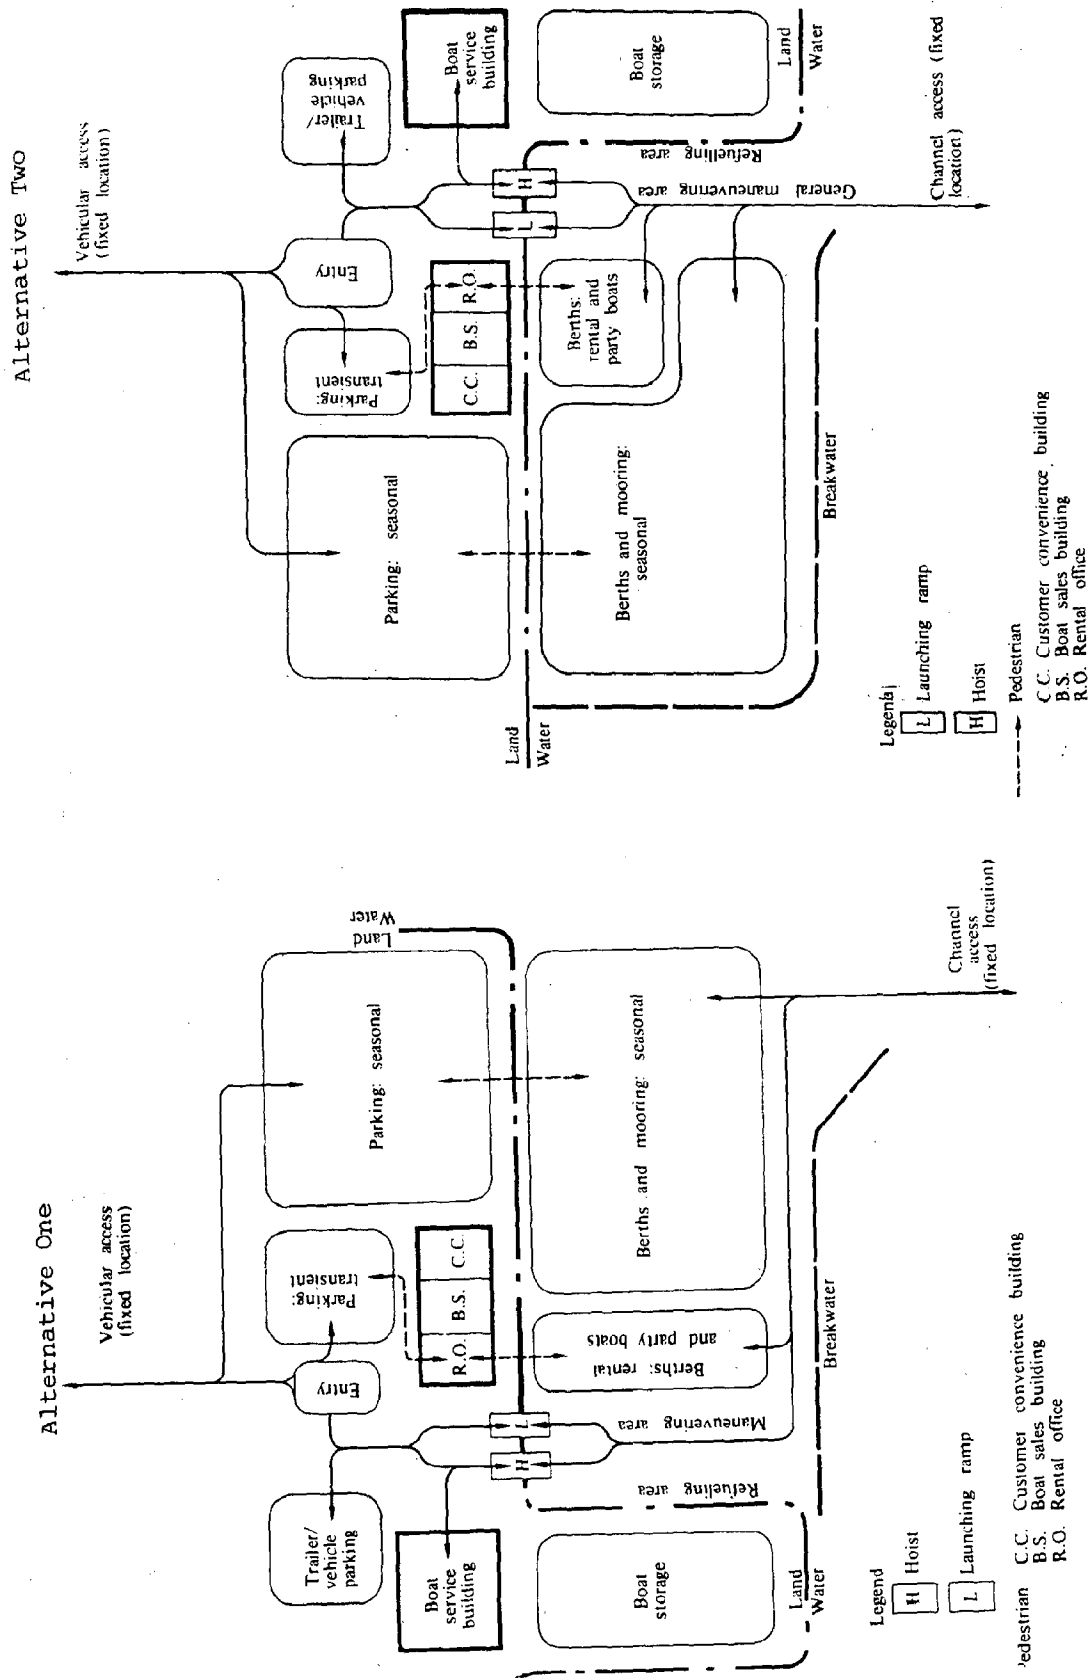 Alternative One
Vehicular access
(fixed location)
Entry
Trailer/
vehicle
parking
Parking:
transient
Parking: seasonal
Boat
service
building
R.O.
B.S.
C.C.
H
L
Land
Water
Boat
storage
Refueling area
Maneuvering area
Berths: rental
and party boats
Berths and mooring: seasonal
Land
Water
Breakwater
Channel
access
(fixed location)
Legend
H Hoist
L Launching ramp
Pedestrian
C.C. Customer convenience building
B.S. Boat sales building
R.O. Rental office
Alternative Two
Vehicular access
(fixed location)
Entry
Parking:
transient
Trailer/
vehicle
parking
Parking: seasonal
C.C.
B.S.
R.O.
L
H
Boat
service
building
Land
Water
Berths and mooring:
seasonal
Berths:
rental and
party boats
General maneuvering area
Refuelling
area
Boat
storage
Land
Water
Breakwater
Channel access (fixed
location)
Legend
L Launching ramp
H Hoist
Pedestrian
C.C. Customer convenience building
B.S. Boat sales building
R.O. Rental office